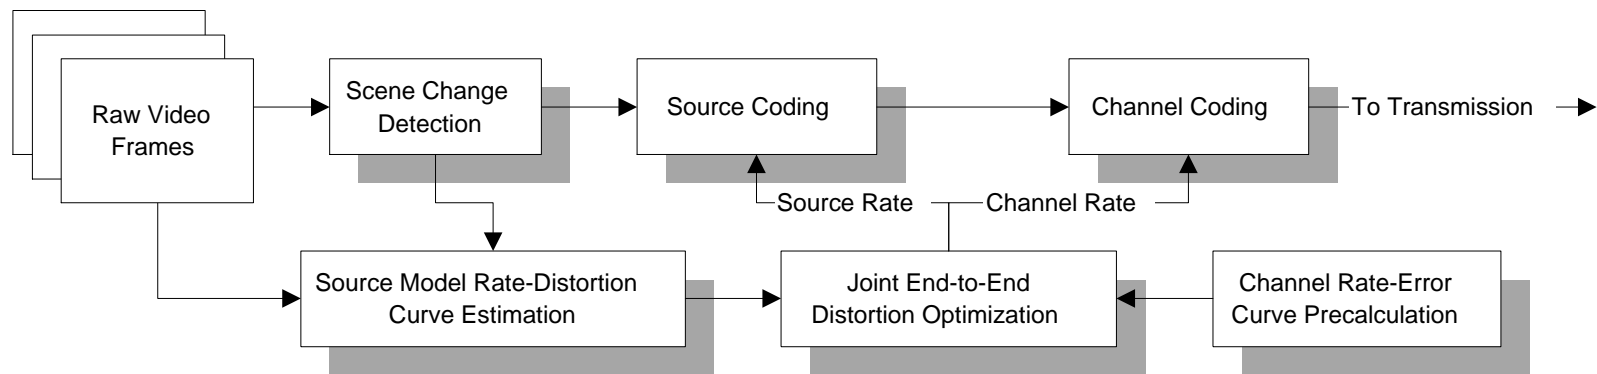 Raw Video
Frames
Scene Change
Detection
Source Coding
Channel Coding
To Transmission
Source Rate
Channel Rate
Source Model Rate-Distortion
Curve Estimation
Joint End-to-End
Distortion Optimization
Channel Rate-Error
Curve Precalculation